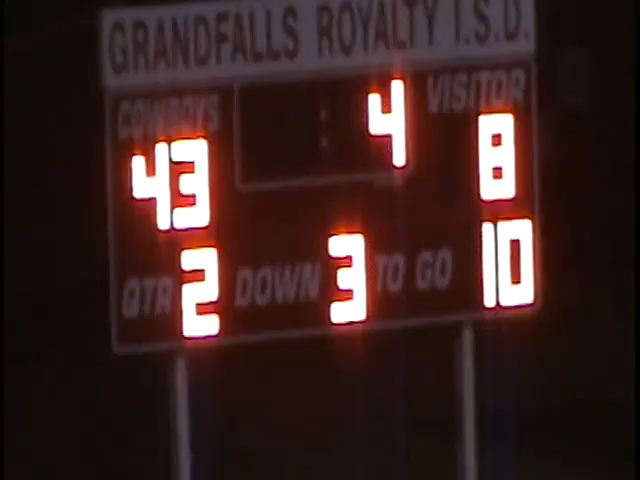 GRANDFALLS ROYALTY I.S.D.
COWBOYS 4 VISITOR
43 8
QTR 2 DOWN 3 TO GO 10